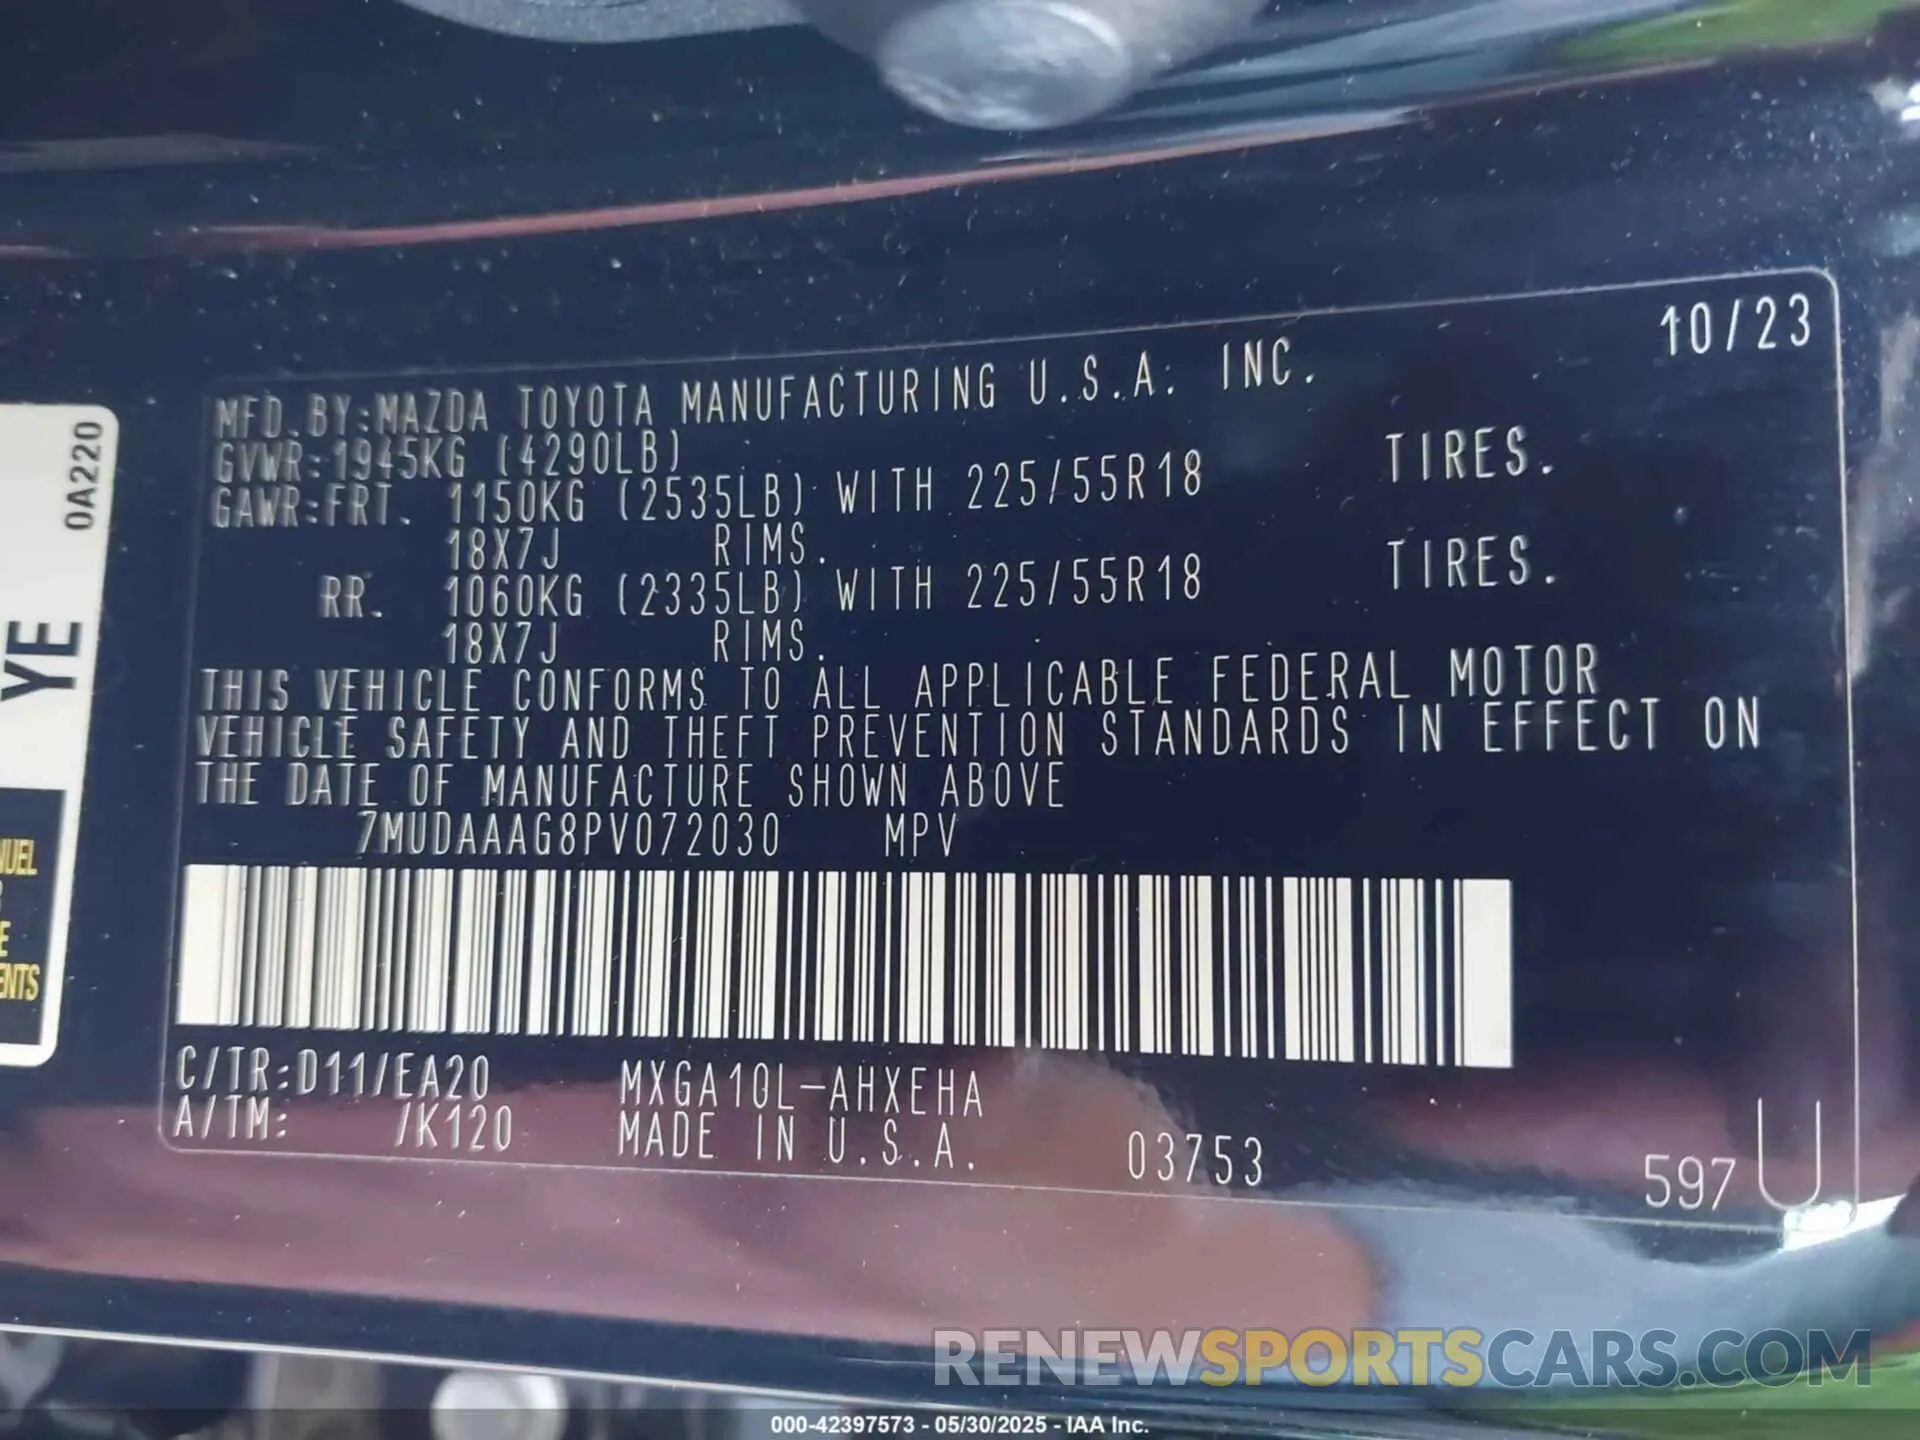 10/23
MFD.BY:MAZDA TOYOTA MANUFACTURING U.S.A. INC.
GVWR:1945KG (4290LB)
GAWR:FRT. 1150KG (2535LB) WITH 225/55R18 TIRES.
18X7J RIMS.
RR. 1060KG (2335LB) WITH 225/55R18 TIRES.
18X7J RIMS.
THIS VEHICLE CONFORMS TO ALL APPLICABLE FEDERAL MOTOR
VEHICLE SAFETY AND THEFT PREVENTION STANDARDS IN EFFECT ON
THE DATE OF MANUFACTURE SHOWN ABOVE
7MUDAAAG8PV072030 MPV
C/TR:D11/EA20 MXGA10L-AHXEHA
A/TM: /K120 MADE IN U.S.A. 03753
597 U
0A220
YE
RENEWSPORTSCARS.COM
000-42397573 - 05/30/2025 - IAA Inc.